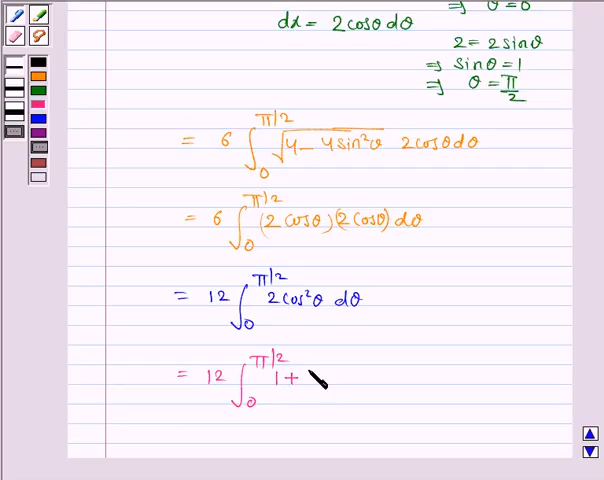 ⇒ θ = 0
dx = 2cosθ dθ
2 = 2sinθ
⇒ sinθ = 1
⇒ θ = π/2
= 6 ∫₀^{π/2} √(4 − 4sin²θ) 2cosθ dθ
= 6 ∫₀^{π/2} (2cosθ)(2cosθ) dθ
= 12 ∫₀^{π/2} 2cos²θ dθ
= 12 ∫₀^{π/2} 1 +